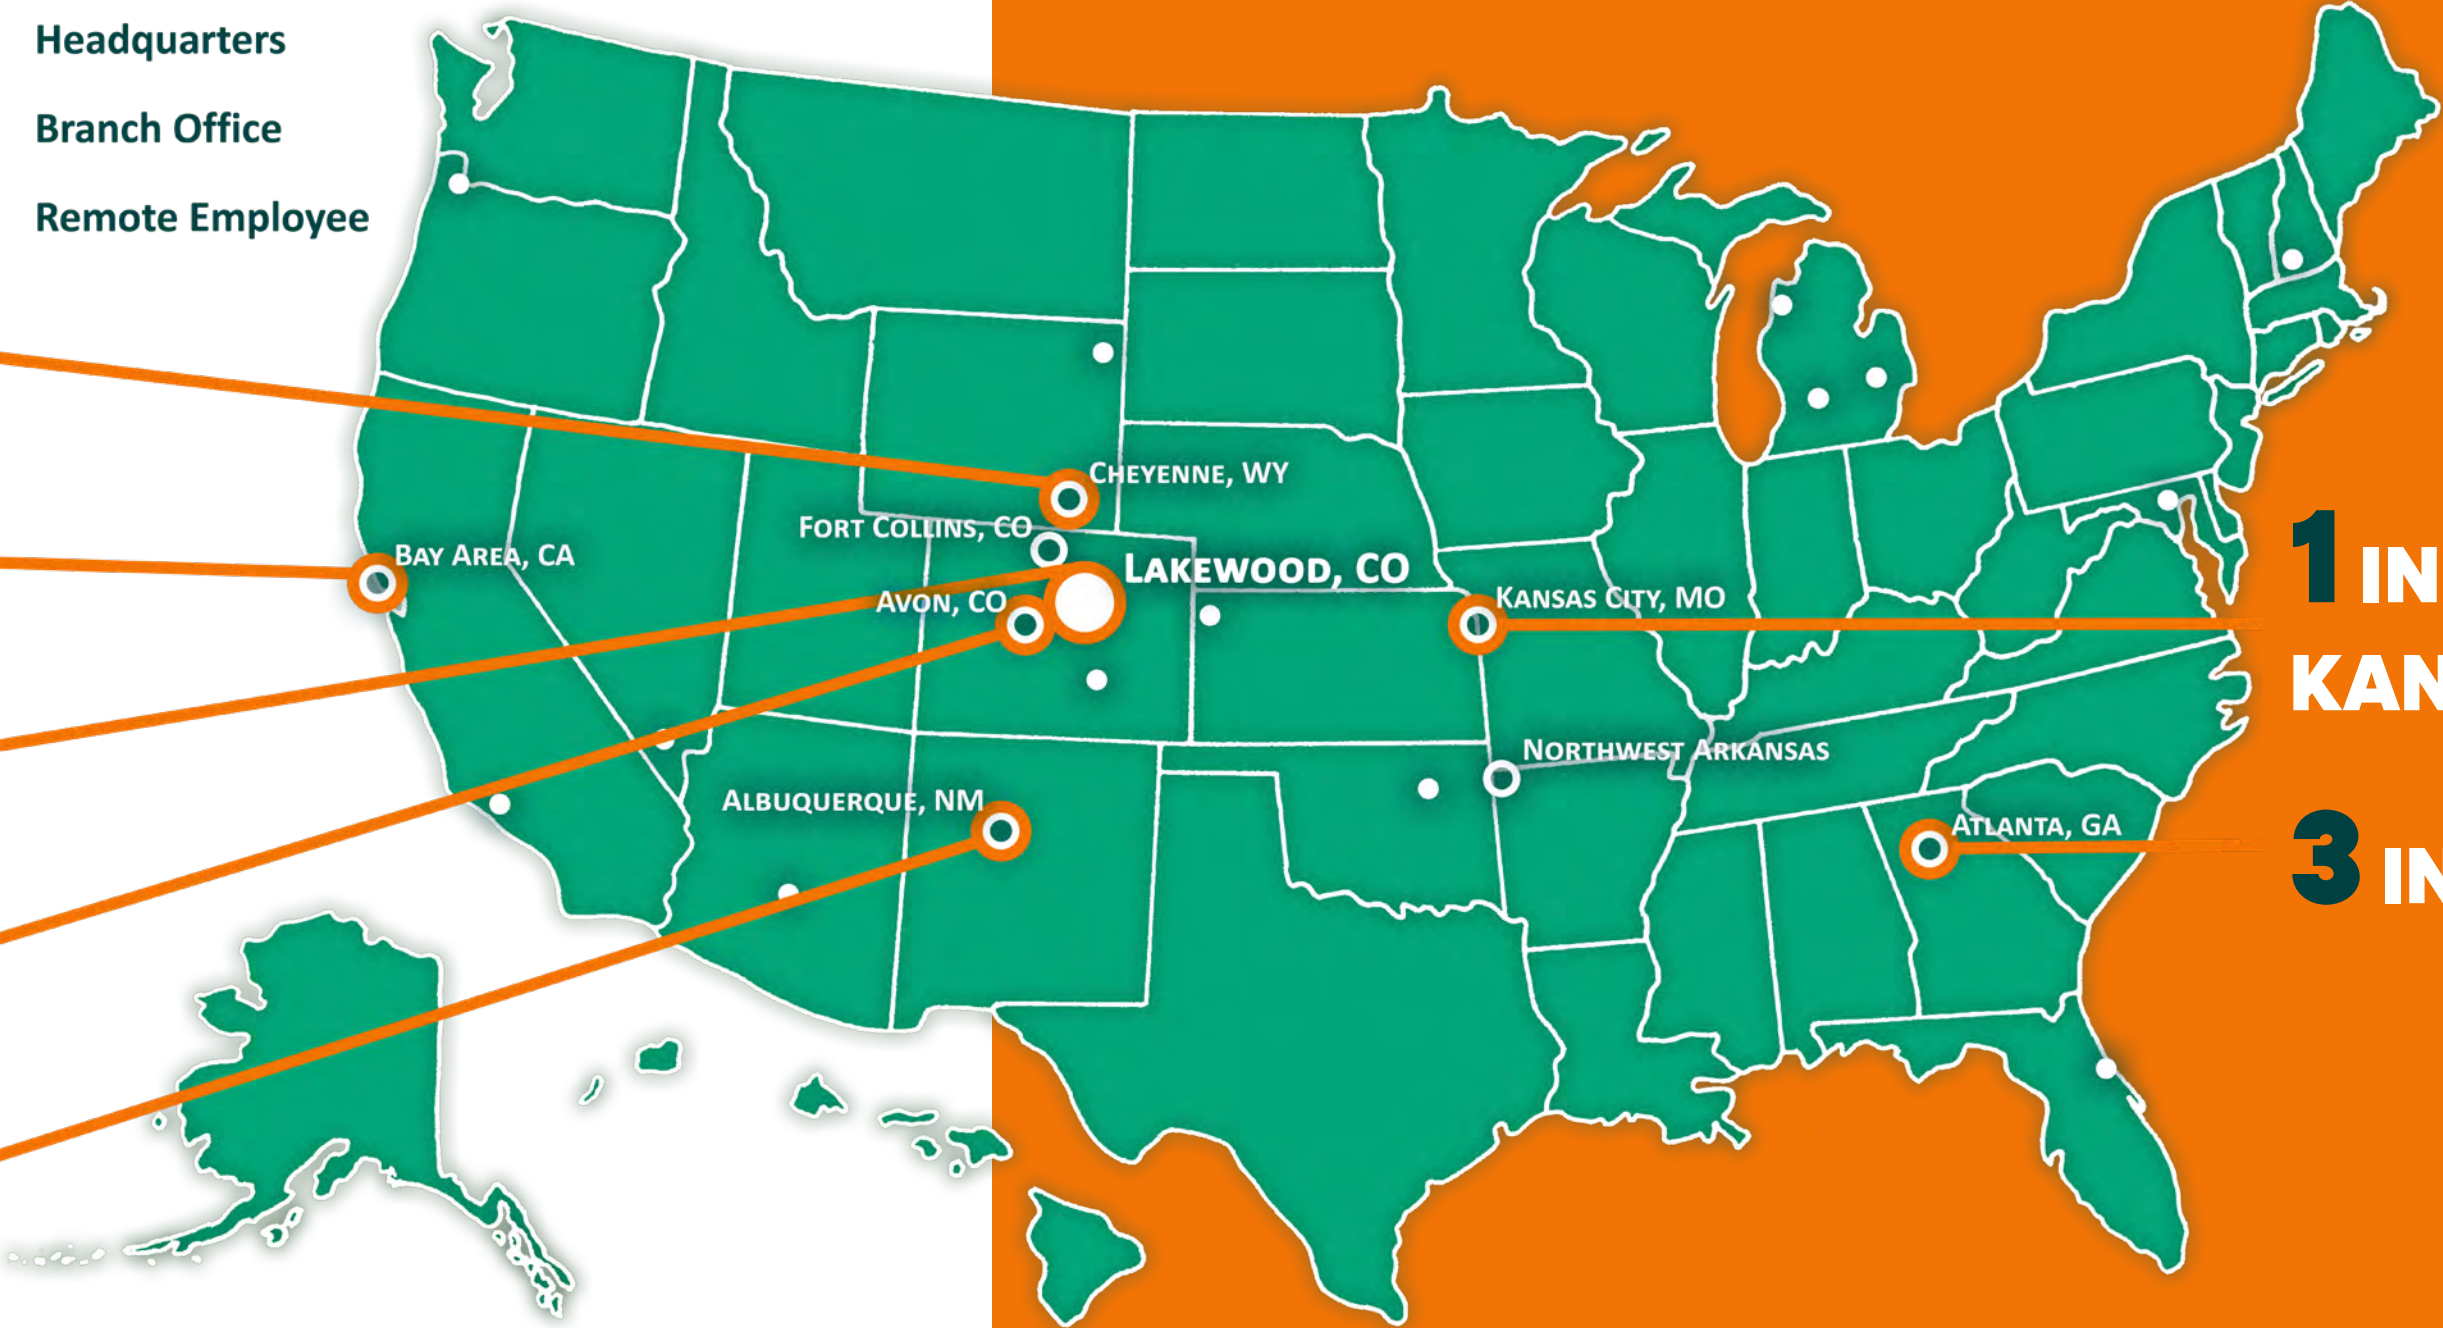 Headquarters
Branch Office
Remote Employee
CHEYENNE, WY
FORT COLLINS, CO
BAY AREA, CA
LAKEWOOD, CO
AVON, CO
KANSAS CITY, MO
1 IN
KAN
NORTHWEST ARKANSAS
ALBUQUERQUE, NM
ATLANTA, GA
3 IN